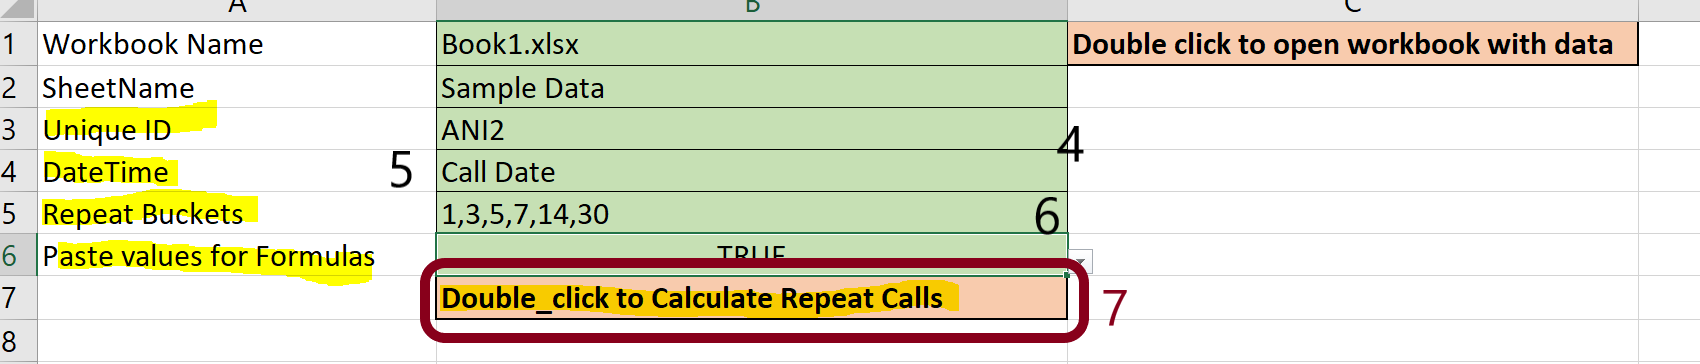 A B C
1 Workbook Name Book1.xlsx Double click to open workbook with data
2 SheetName Sample Data
3 Unique ID ANI2 4
4 DateTime 5 Call Date
5 Repeat Buckets 1,3,5,7,14,30 6
6 Paste values for Formulas TRUE
7 Double_click to Calculate Repeat Calls 7
8